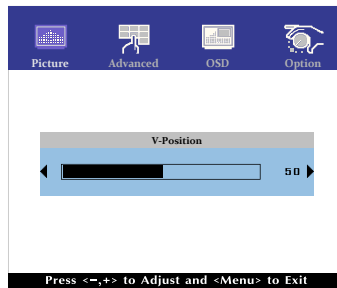 Picture Advanced OSD Option
V-Position
50
Press <−,+> to Adjust and <Menu> to Exit